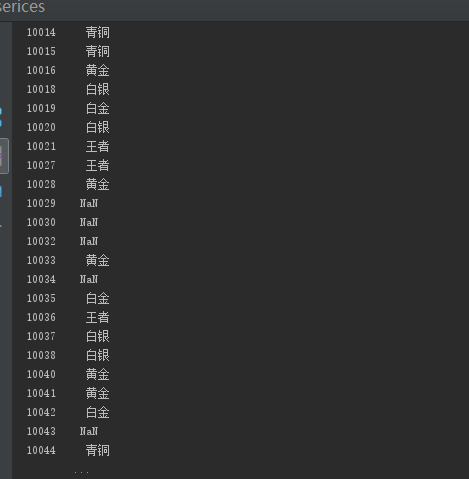 serices
10014 青铜
10015 青铜
10016 黄金
10018 白银
10019 白金
10020 白银
10021 王者
10027 王者
10028 黄金
10029 NaN
10030 NaN
10032 NaN
10033 黄金
10034 NaN
10035 白金
10036 王者
10037 白银
10038 白银
10040 黄金
10041 黄金
10042 白金
10043 NaN
10044 青铜
...